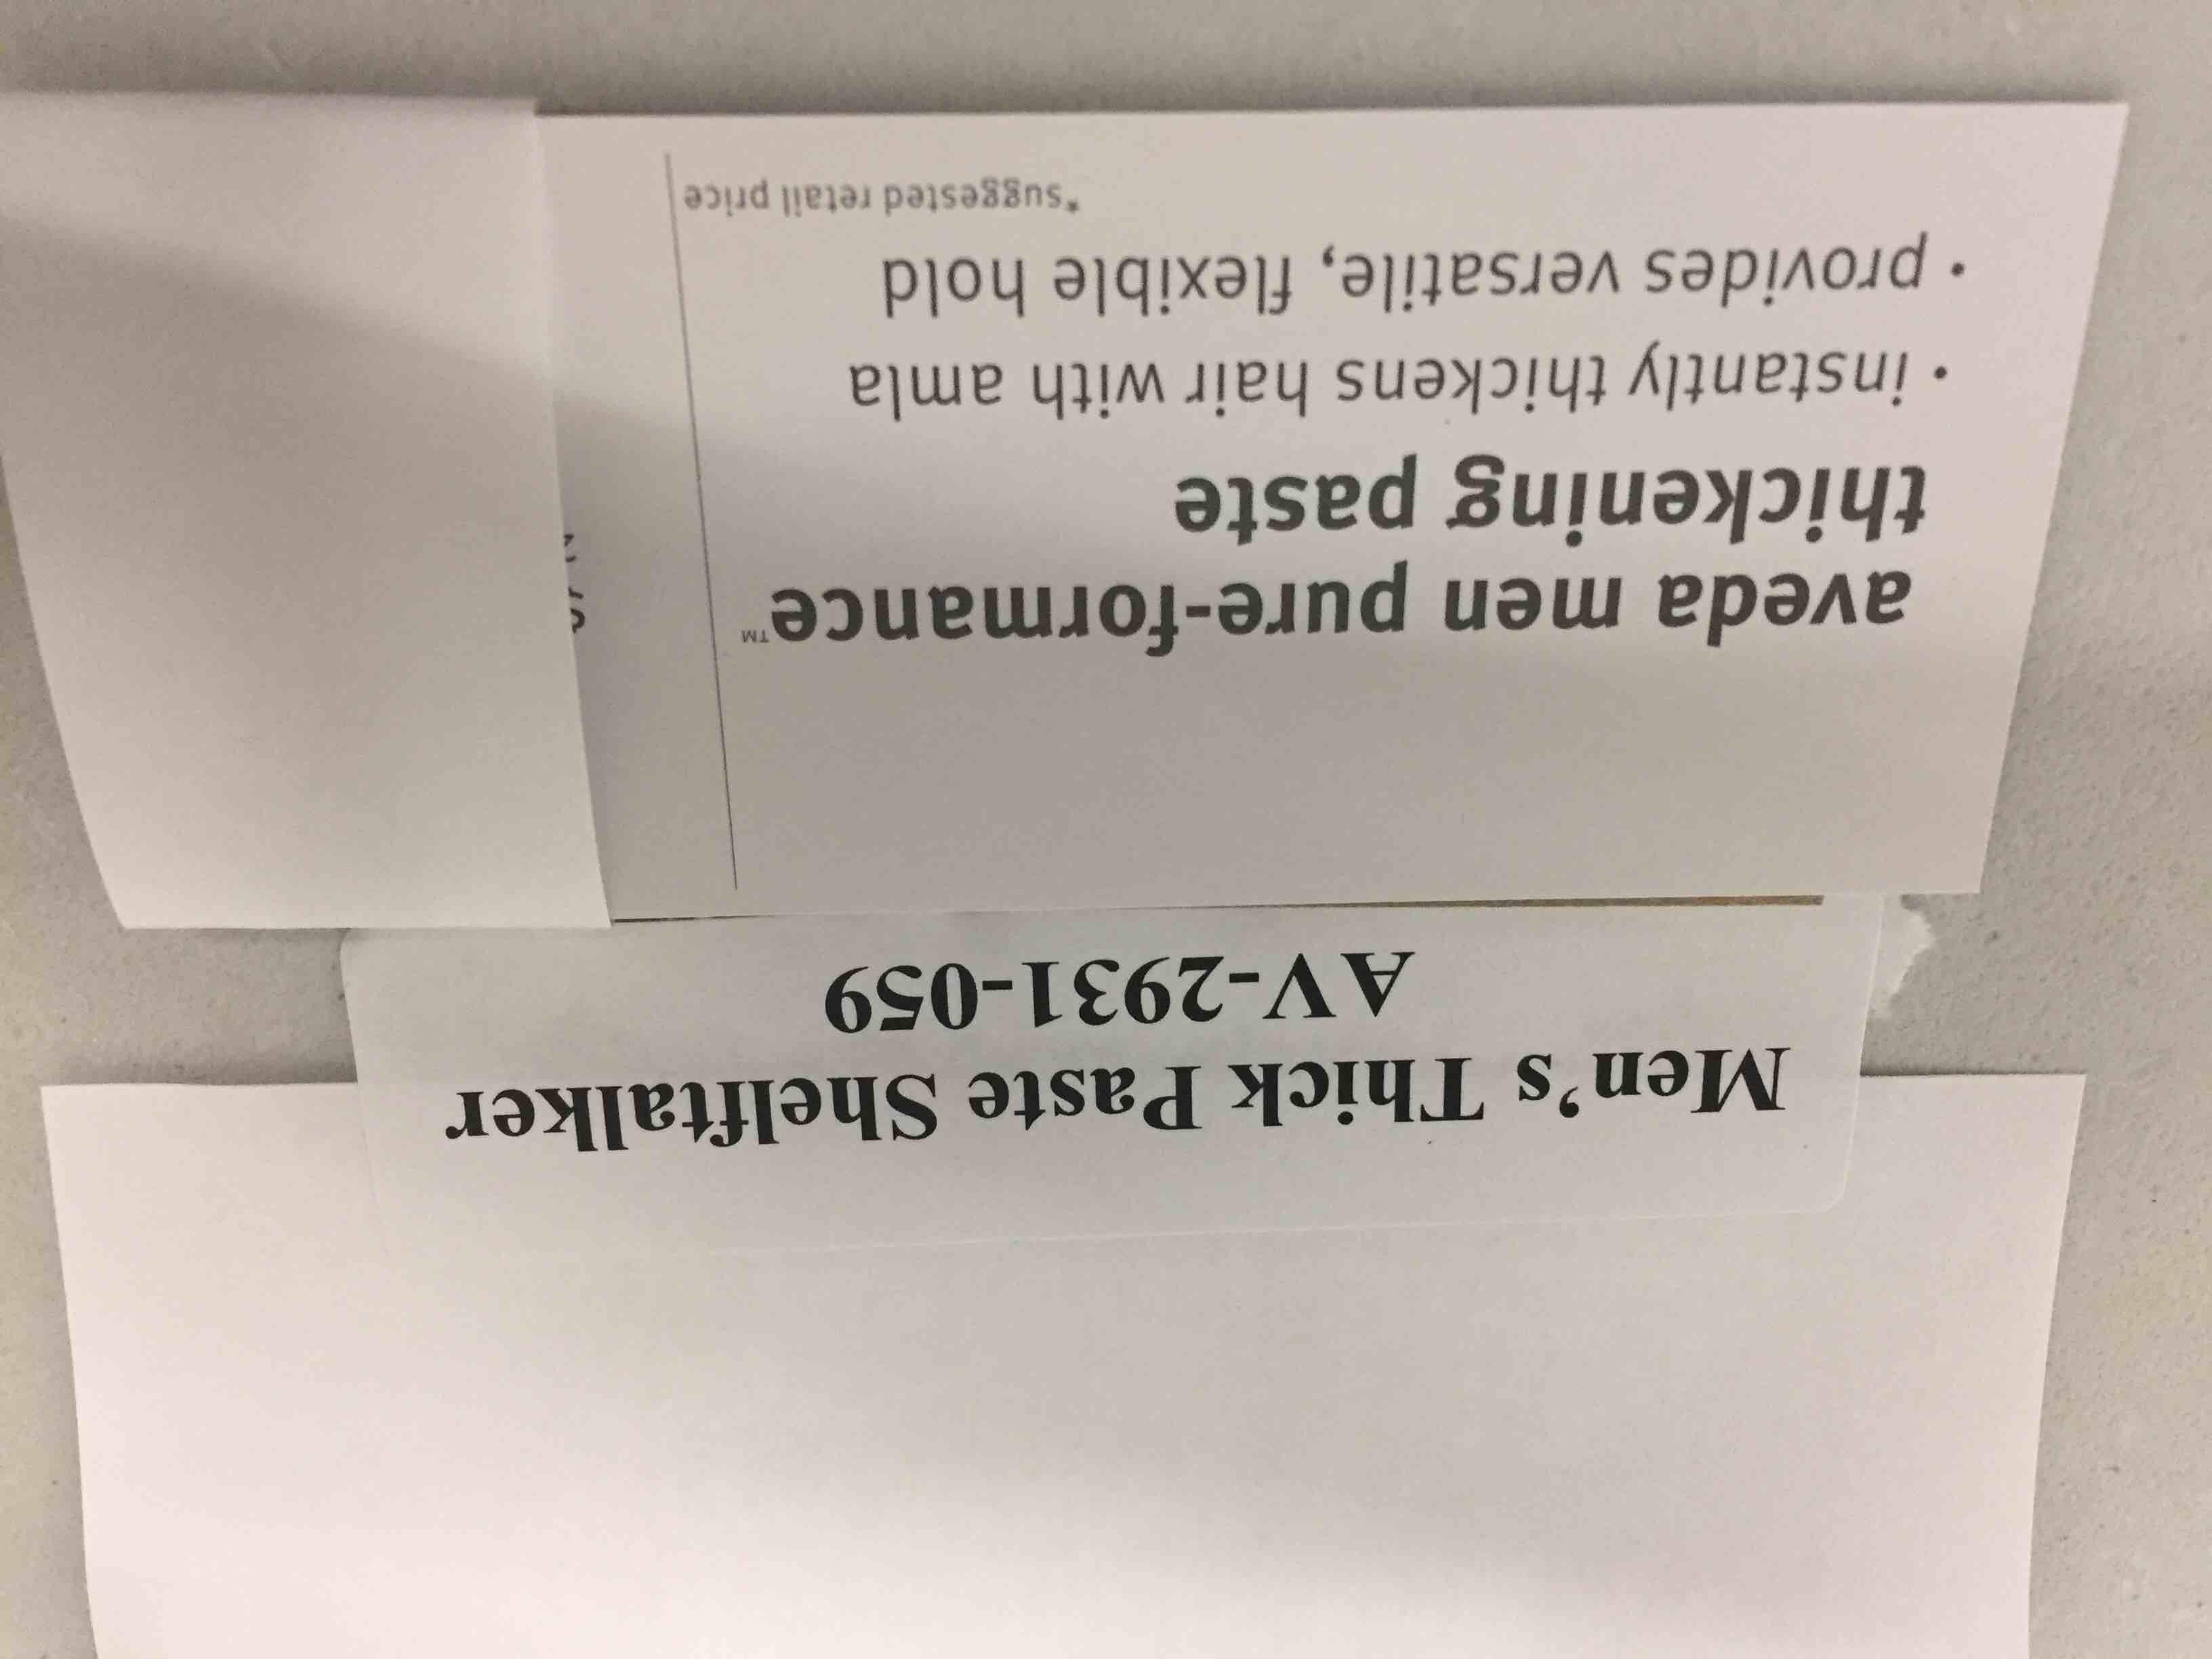 Men's Thick Paste Shelftalker
AV-2931-059
aveda men pure-formance™
thickening paste
· instantly thickens hair with amla
· provides versatile, flexible hold
*suggested retail price